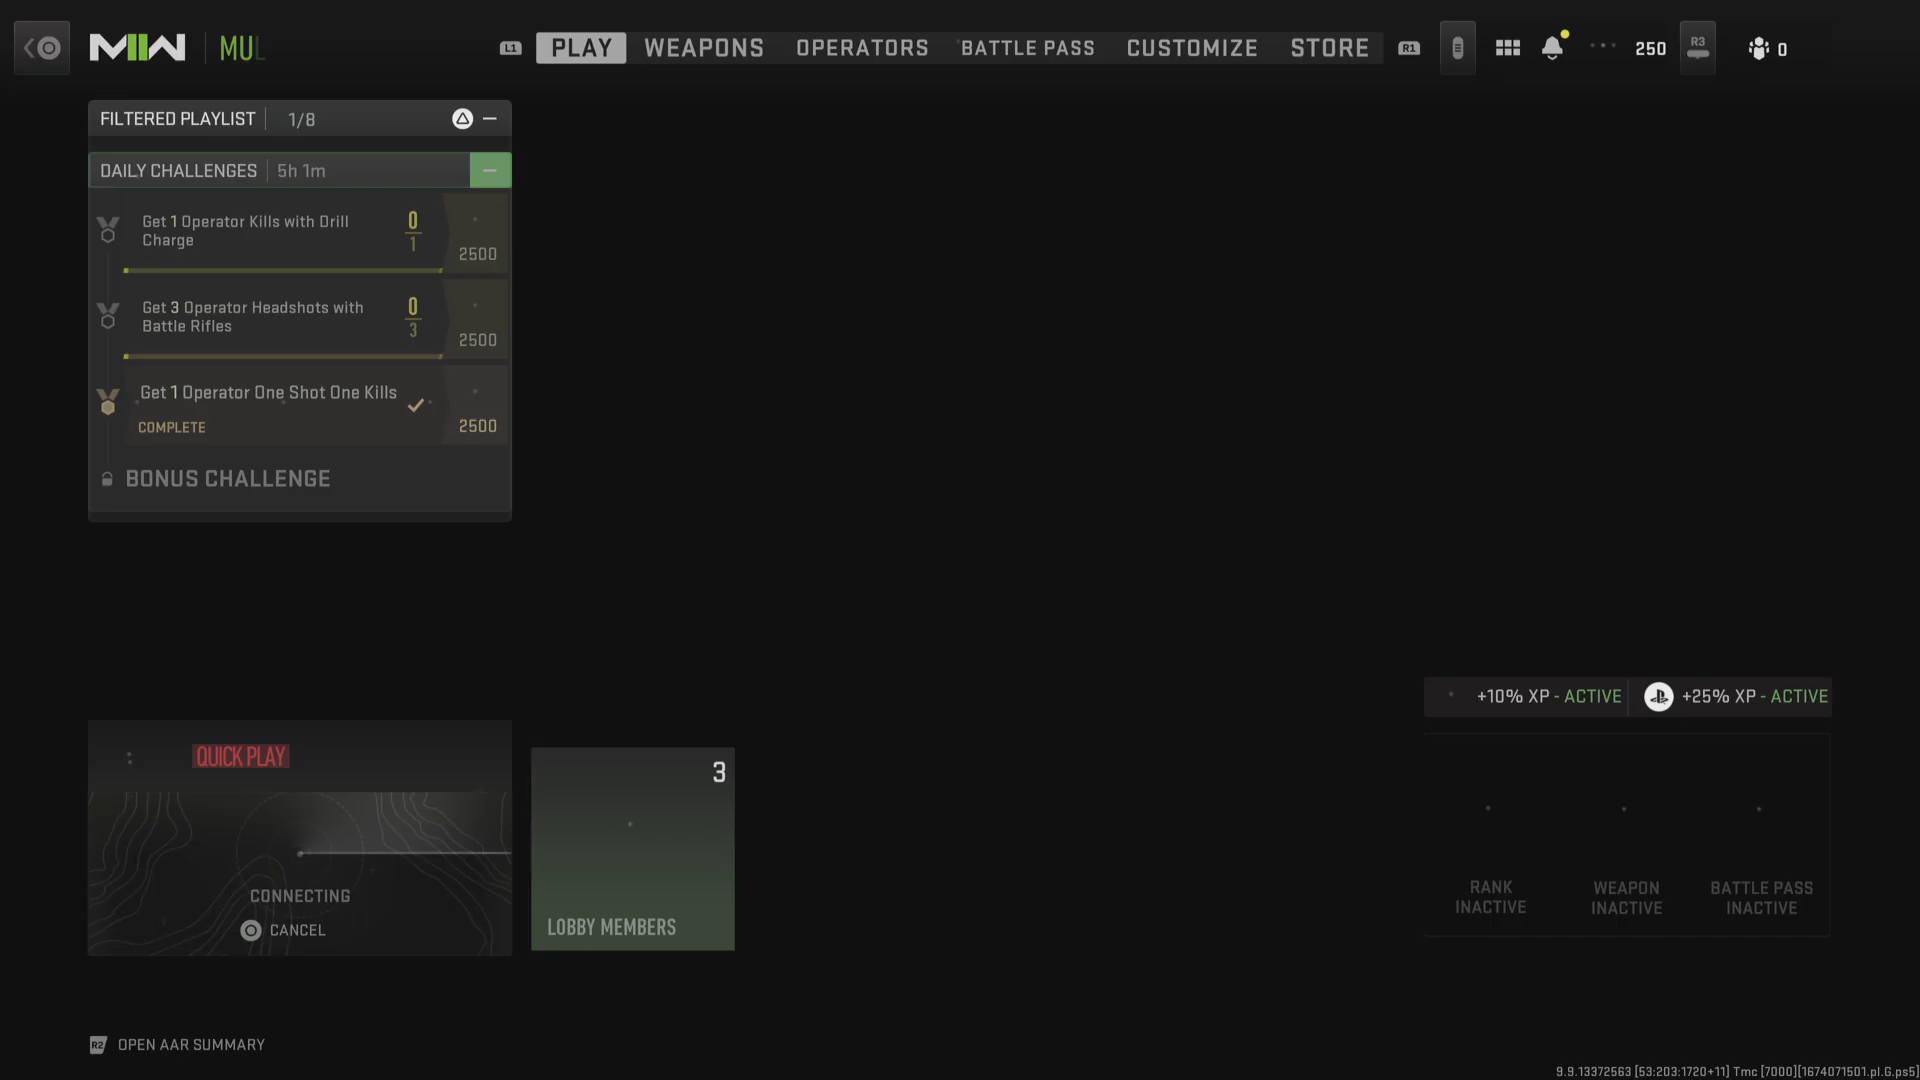 MW MUL
L1 PLAY WEAPONS OPERATORS BATTLE PASS CUSTOMIZE STORE R1 250 R3 0
FILTERED PLAYLIST 1/8
DAILY CHALLENGES 5h 1m
Get 1 Operator Kills with Drill
Charge
0
1
2500
Get 3 Operator Headshots with
Battle Rifles
0
3
2500
Get 1 Operator One Shot One Kills
COMPLETE
2500
BONUS CHALLENGE
+10% XP - ACTIVE +25% XP - ACTIVE
QUICK PLAY
CONNECTING
CANCEL
3
LOBBY MEMBERS
RANK
INACTIVE
WEAPON
INACTIVE
BATTLE PASS
INACTIVE
R2 OPEN AAR SUMMARY
9.9.13372563 [53:203:1720+11] Tmc [7000][1674071501.pl.G.ps5]